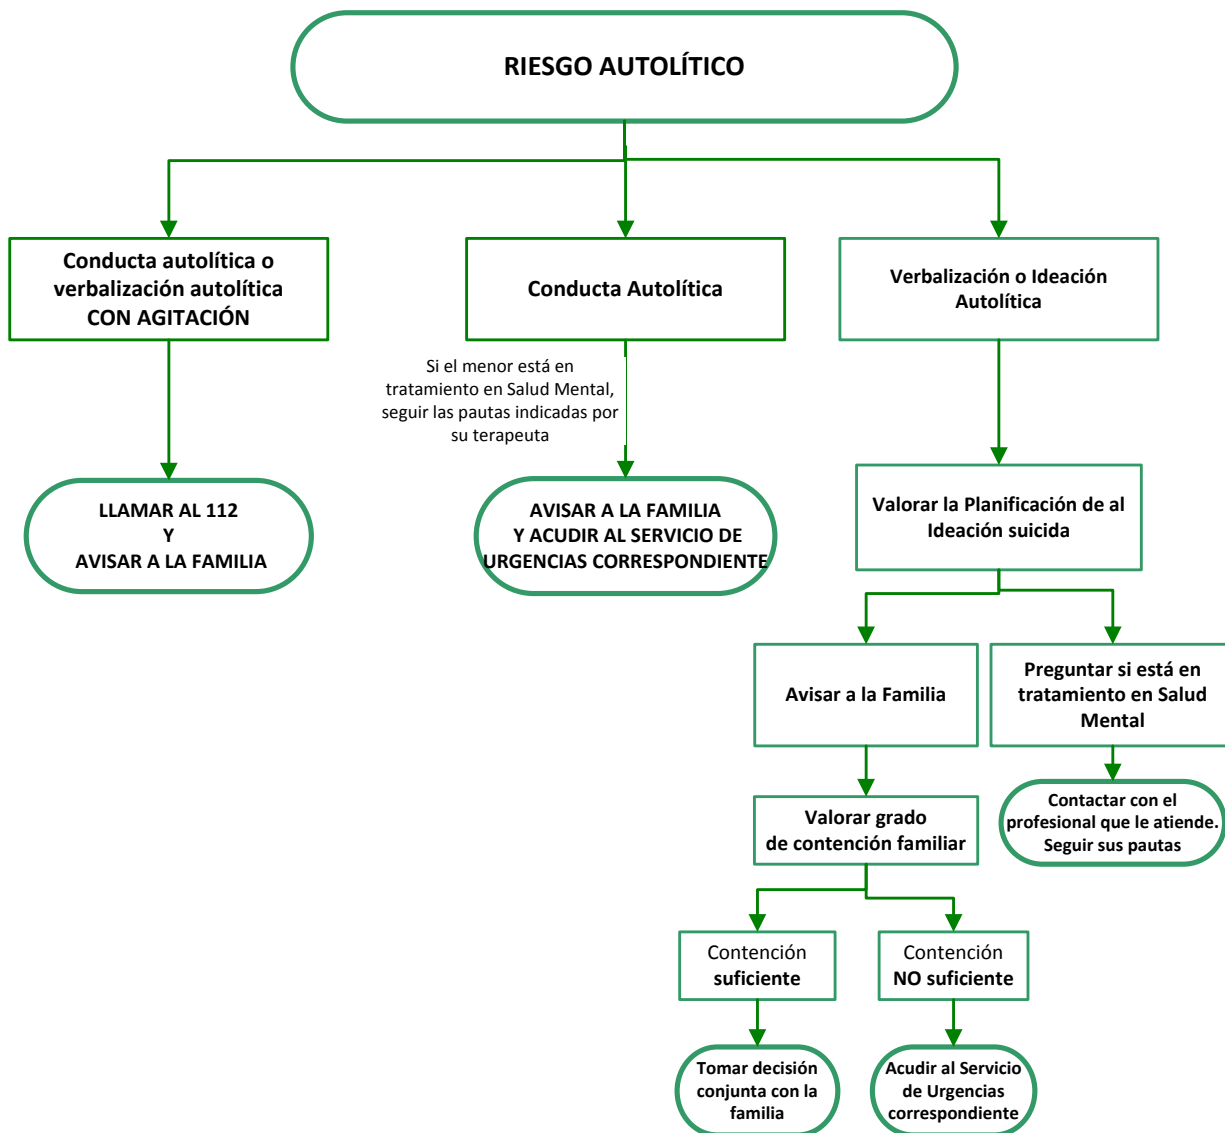 RIESGO AUTOLÍTICO
Conducta autolítica o
verbalización autolítica
CON AGITACIÓN
Conducta Autolítica
Verbalización o Ideación
Autolítica
Si el menor está en
tratamiento en Salud Mental,
seguir las pautas indicadas por
su terapeuta
LLAMAR AL 112
Y
AVISAR A LA FAMILIA
AVISAR A LA FAMILIA
Y ACUDIR AL SERVICIO DE
URGENCIAS CORRESPONDIENTE
Valorar la Planificación de al
Ideación suicida
Avisar a la Familia
Preguntar si está en
tratamiento en Salud
Mental
Valorar grado
de contención familiar
Contactar con el
profesional que le atiende.
Seguir sus pautas
Contención
suficiente
Contención
NO suficiente
Tomar decisión
conjunta con la
familia
Acudir al Servicio
de Urgencias
correspondiente